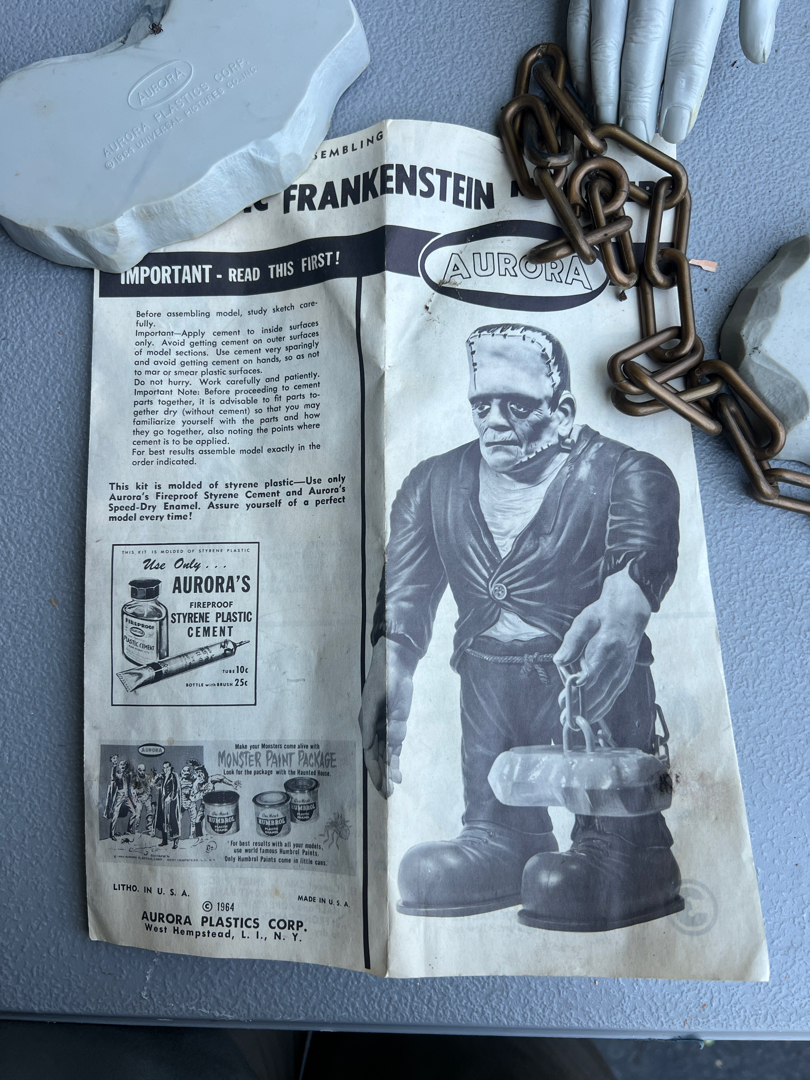 AURORA
AURORA PLASTICS CORP.
© 1964 UNIVERSAL PICTURES
SEMBLING
FRANKENSTEIN
IMPORTANT - READ THIS FIRST!
AURORA
Before assembling model, study sketch care-
fully.
Important—Apply cement to inside surfaces
only. Avoid getting cement on outer surfaces
of model sections. Use cement very sparingly
and avoid getting cement on hands, so as not
to mar or smear plastic surfaces.
Do not hurry. Work carefully and patiently.
Important Note: Before proceeding to cement
parts together, it is advisable to fit parts to-
gether dry (without cement) so that you may
familiarize yourself with the parts and how
they go together, also noting the points where
cement is to be applied.
For best results assemble model exactly in the
order indicated.
This kit is molded of styrene plastic—Use only
Aurora's Fireproof Styrene Cement and Aurora's
Speed-Dry Enamel. Assure yourself of a perfect
model every time!
THIS KIT IS MOLDED OF STYRENE PLASTIC
Use Only...
AURORA'S
FIREPROOF
STYRENE PLASTIC
CEMENT
FIREPROOF
PLASTIC CEMENT
TUBE 10c
BOTTLE WITH BRUSH 25c
AURORA
Make your Monsters come alive with
MONSTER PAINT PACKAGE
Look for the package with the Haunted House.
HUMBROL
HUMBROL
HUMBROL
For best results with all your models,
use world famous Humbrol Paints.
Only Humbrol Paints come in little cans.
LITHO. IN U. S. A.
MADE IN U. S. A.
© 1964
AURORA PLASTICS CORP.
West Hempstead, L. I., N. Y.